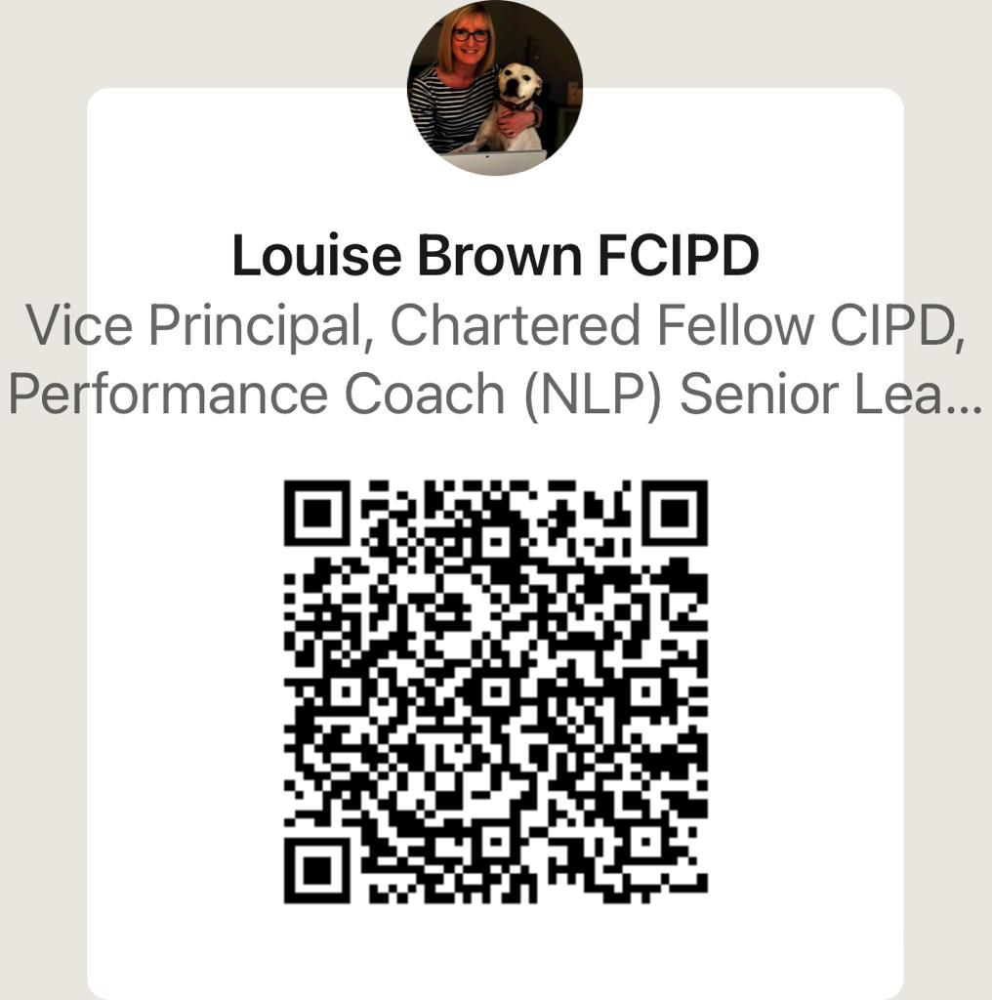 Louise Brown FCIPD
Vice Principal, Chartered Fellow CIPD,
Performance Coach (NLP) Senior Lea...